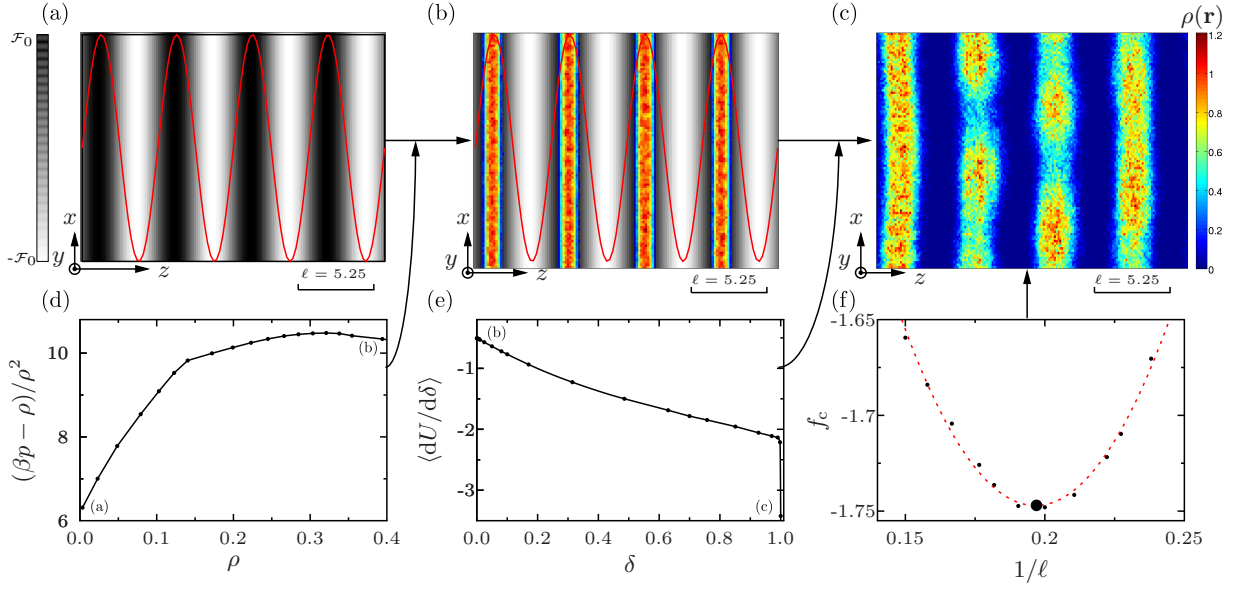 (a)
(b)
(c)
ρ(r)
𝓕₀
-𝓕₀
x
y
z
ℓ = 5.25
x
y
z
ℓ = 5.25
x
y
z
ℓ = 5.25
1.2
1
0.8
0.6
0.4
0.2
0
(d)
(βp − ρ)/ρ²
10
8
6
(a)
(b)
0.0
0.1
0.2
0.3
0.4
ρ
(e)
⟨dU/dδ⟩
-1
-2
-3
(b)
(c)
0.0
0.2
0.4
0.6
0.8
1.0
δ
(f)
f_c
-1.65
-1.7
-1.75
0.15
0.2
0.25
1/ℓ